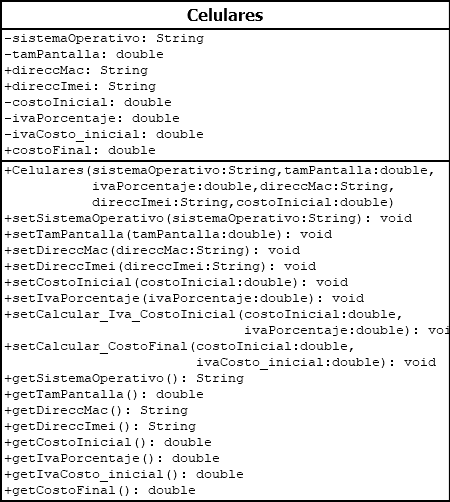 Celulares
-sistemaOperativo: String
-tamPantalla: double
+direccMac: String
+direccImei: String
-costoInicial: double
-ivaPorcentaje: double
-ivaCosto_inicial: double
+costoFinal: double
+Celulares(sistemaOperativo:String,tamPantalla:double,
ivaPorcentaje:double,direccMac:String,
direccImei:String,costoInicial:double)
+setSistemaOperativo(sistemaOperativo:String): void
+setTamPantalla(tamPantalla:double): void
+setDireccMac(direccMac:String): void
+setDireccImei(direccImei:String): void
+setCostoInicial(costoInicial:double): void
+setIvaPorcentaje(ivaPorcentaje:double): void
+setCalcular_Iva_CostoInicial(costoInicial:double,
ivaPorcentaje:double): voi
+setCalcular_CostoFinal(costoInicial:double,
ivaCosto_inicial:double): void
+getSistemaOperativo(): String
+getTamPantalla(): double
+getDireccMac(): String
+getDireccImei(): String
+getCostoInicial(): double
+getIvaPorcentaje(): double
+getIvaCosto_inicial(): double
+getCostoFinal(): double